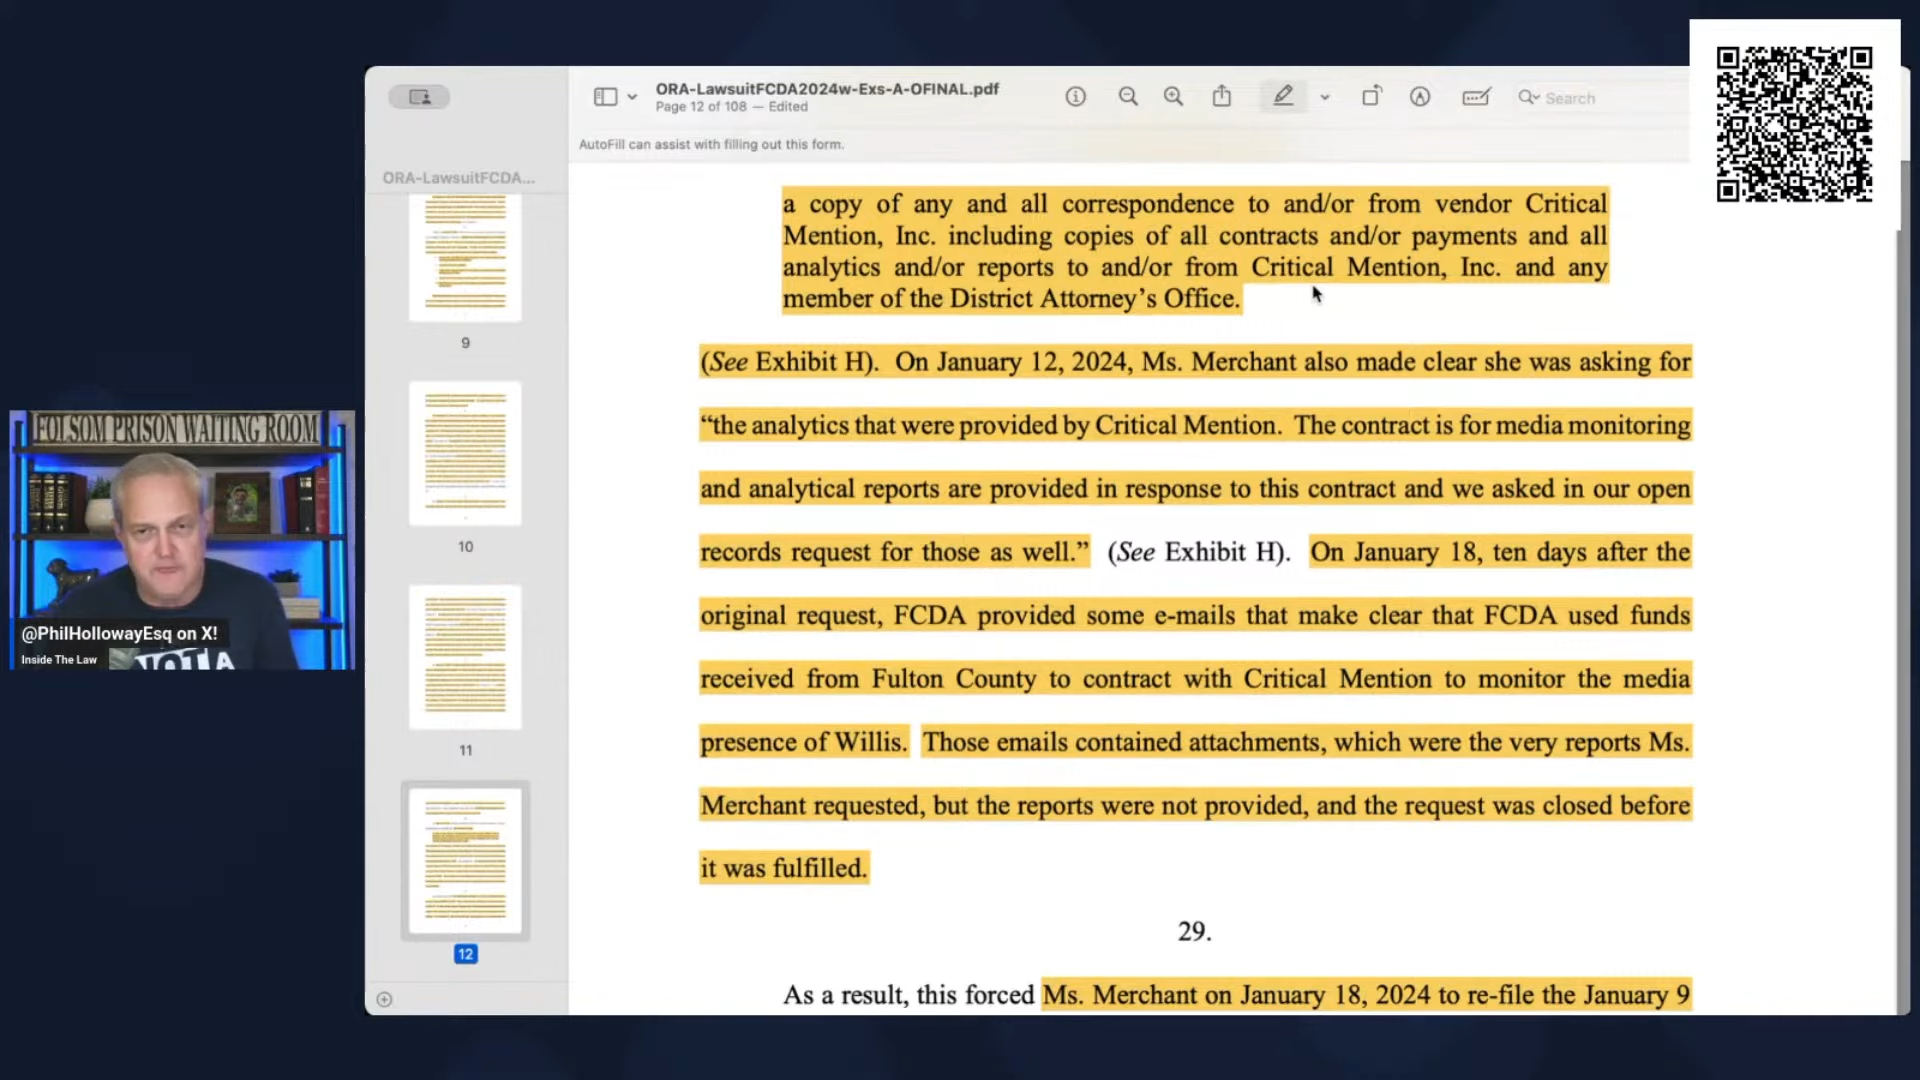 ORA-LawsuitFCDA2024w-Exs-A-OFINAL.pdf
Page 12 of 108 — Edited
Search
AutoFill can assist with filling out this form.
ORA-LawsuitFCDA...
9
10
11
12
a copy of any and all correspondence to and/or from vendor Critical
Mention, Inc. including copies of all contracts and/or payments and all
analytics and/or reports to and/or from Critical Mention, Inc. and any
member of the District Attorney’s Office.
(See Exhibit H). On January 12, 2024, Ms. Merchant also made clear she was asking for
“the analytics that were provided by Critical Mention. The contract is for media monitoring
and analytical reports are provided in response to this contract and we asked in our open
records request for those as well.” (See Exhibit H). On January 18, ten days after the
original request, FCDA provided some e-mails that make clear that FCDA used funds
received from Fulton County to contract with Critical Mention to monitor the media
presence of Willis. Those emails contained attachments, which were the very reports Ms.
Merchant requested, but the reports were not provided, and the request was closed before
it was fulfilled.
29.
As a result, this forced Ms. Merchant on January 18, 2024 to re-file the January 9
FOLSOM PRISON WAITING ROOM
@PhilHollowayEsq on X!
Inside The Law
NOT A